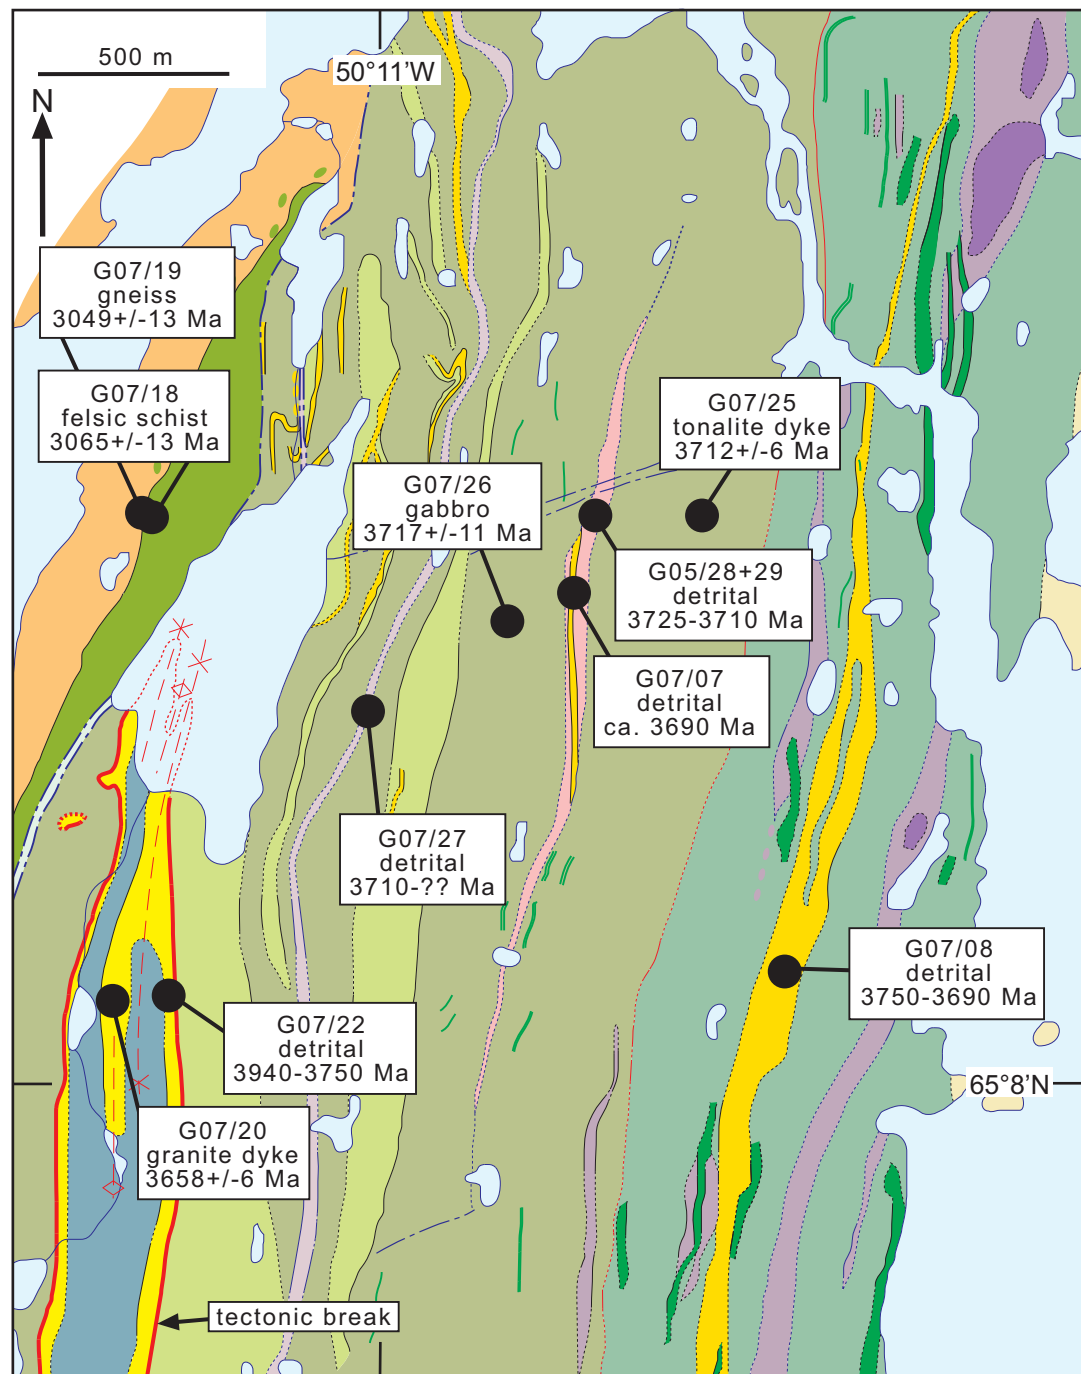 500 m
50°11’W
N
G07/19
gneiss
3049+/-13 Ma
G07/18
felsic schist
3065+/-13 Ma
G07/25
tonalite dyke
3712+/-6 Ma
G07/26
gabbro
3717+/-11 Ma
G05/28+29
detrital
3725-3710 Ma
G07/07
detrital
ca. 3690 Ma
G07/27
detrital
3710-?? Ma
G07/08
detrital
3750-3690 Ma
G07/22
detrital
3940-3750 Ma
65°8’N
G07/20
granite dyke
3658+/-6 Ma
tectonic break